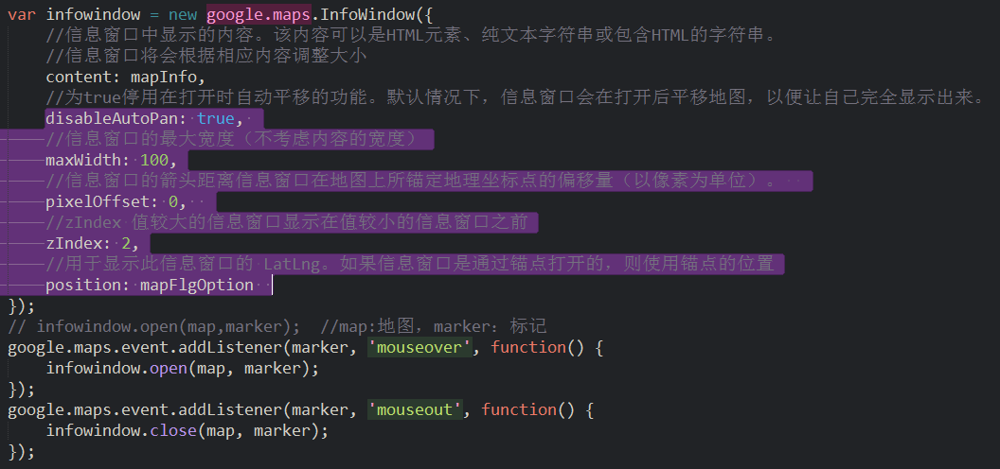 var infowindow = new google.maps.InfoWindow({
//信息窗口中显示的内容。该内容可以是HTML元素、纯文本字符串或包含HTML的字符串。
//信息窗口将会根据相应内容调整大小
content: mapInfo,
//为true停用在打开时自动平移的功能。默认情况下，信息窗口会在打开后平移地图，以便让自己完全显示出来。
disableAutoPan: true,
//信息窗口的最大宽度（不考虑内容的宽度）
maxWidth: 100,
//信息窗口的箭头距离信息窗口在地图上所锚定地理坐标点的偏移量（以像素为单位）。
pixelOffset: 0,
//zIndex 值较大的信息窗口显示在值较小的信息窗口之前
zIndex: 2,
//用于显示此信息窗口的 LatLng。如果信息窗口是通过锚点打开的，则使用锚点的位置
position: mapFlgOption
});
// infowindow.open(map,marker);  //map:地图，marker：标记
google.maps.event.addListener(marker, 'mouseover', function() {
infowindow.open(map, marker);
});
google.maps.event.addListener(marker, 'mouseout', function() {
infowindow.close(map, marker);
});